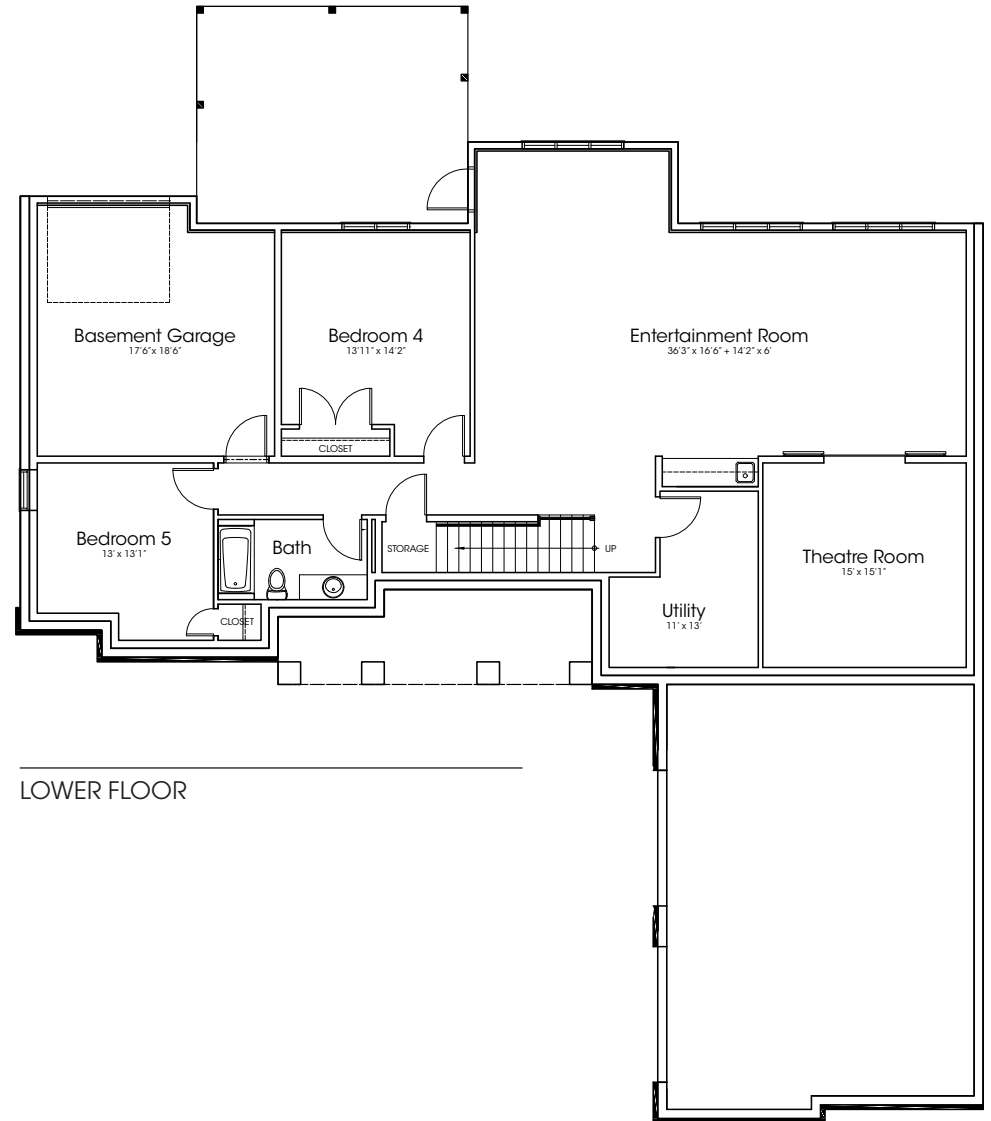 Basement Garage
17'6" x 18'6"
Bedroom 4
13'11" x 14'2"
Entertainment Room
36'3" x 16'6" + 14'2" x 6'
CLOSET
Bedroom 5
13' x 13'1"
Bath
STORAGE
UP
Theatre Room
15' x 15'1"
Utility
11' x 13'
CLOSET
LOWER FLOOR